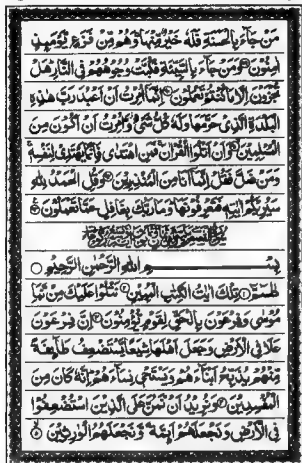 مَنْ جَآءَ بِالْحَسَنَةِ فَلَهٗ خَيْرٌ مِّنْهَا وَهُمْ مِّنْ فَزَعٍ يَّوْمَئِذٍ
اٰمِنُوْنَ وَمَنْ جَآءَ بِالسَّيِّئَةِ فَكُبَّتْ وُجُوْهُهُمْ فِي النَّارِ هَلْ
تُجْزَوْنَ اِلَّا مَا كُنْتُمْ تَعْمَلُوْنَ اِنَّمَآ اُمِرْتُ اَنْ اَعْبُدَ رَبَّ هٰذِهِ
الْبَلْدَةِ الَّذِيْ حَرَّمَهَا وَلَهٗ كُلُّ شَيْءٍ وَّاُمِرْتُ اَنْ اَكُوْنَ مِنَ
الْمُسْلِمِيْنَ وَاَنْ اَتْلُوَا الْقُرْاٰنَ فَمَنِ اهْتَدٰى فَاِنَّمَا يَهْتَدِيْ لِنَفْسِهٖ
وَمَنْ ضَلَّ فَقُلْ اِنَّمَآ اَنَا مِنَ الْمُنْذِرِيْنَ وَقُلِ الْحَمْدُ لِلّٰهِ
سَيُرِيْكُمْ اٰيٰتِهٖ فَتَعْرِفُوْنَهَا وَمَا رَبُّكَ بِغَافِلٍ عَمَّا تَعْمَلُوْنَ
بِسْمِ اللّٰهِ الرَّحْمٰنِ الرَّحِيْمِ
طٰسٓمّٓ تِلْكَ اٰيٰتُ الْكِتٰبِ الْمُبِيْنِ نَتْلُوْا عَلَيْكَ مِنْ نَّبَاِ
مُوْسٰى وَفِرْعَوْنَ بِالْحَقِّ لِقَوْمٍ يُّؤْمِنُوْنَ اِنَّ فِرْعَوْنَ
عَلَا فِي الْاَرْضِ وَجَعَلَ اَهْلَهَا شِيَعًا يَّسْتَضْعِفُ طَآئِفَةً
مِّنْهُمْ يُذَبِّحُ اَبْنَآءَهُمْ وَيَسْتَحْيٖ نِسَآءَهُمْ اِنَّهٗ كَانَ مِنَ
الْمُفْسِدِيْنَ وَنُرِيْدُ اَنْ نَّمُنَّ عَلَى الَّذِيْنَ اسْتُضْعِفُوْا
فِي الْاَرْضِ وَنَجْعَلَهُمْ اَئِمَّةً وَّنَجْعَلَهُمُ الْوٰرِثِيْنَ